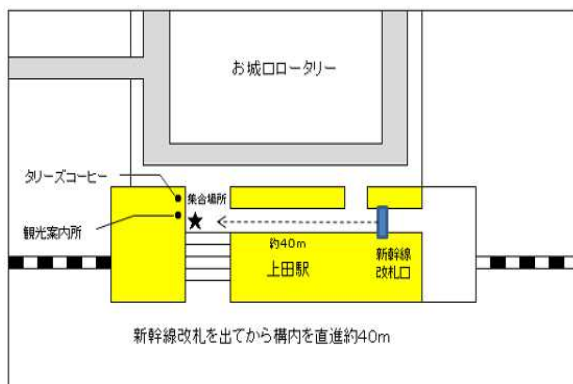 お城口ロータリー
タリーズコーヒー
集合場所
観光案内所
約40m
上田駅
新幹線
改札口
新幹線改札を出てから構内を直進約40m